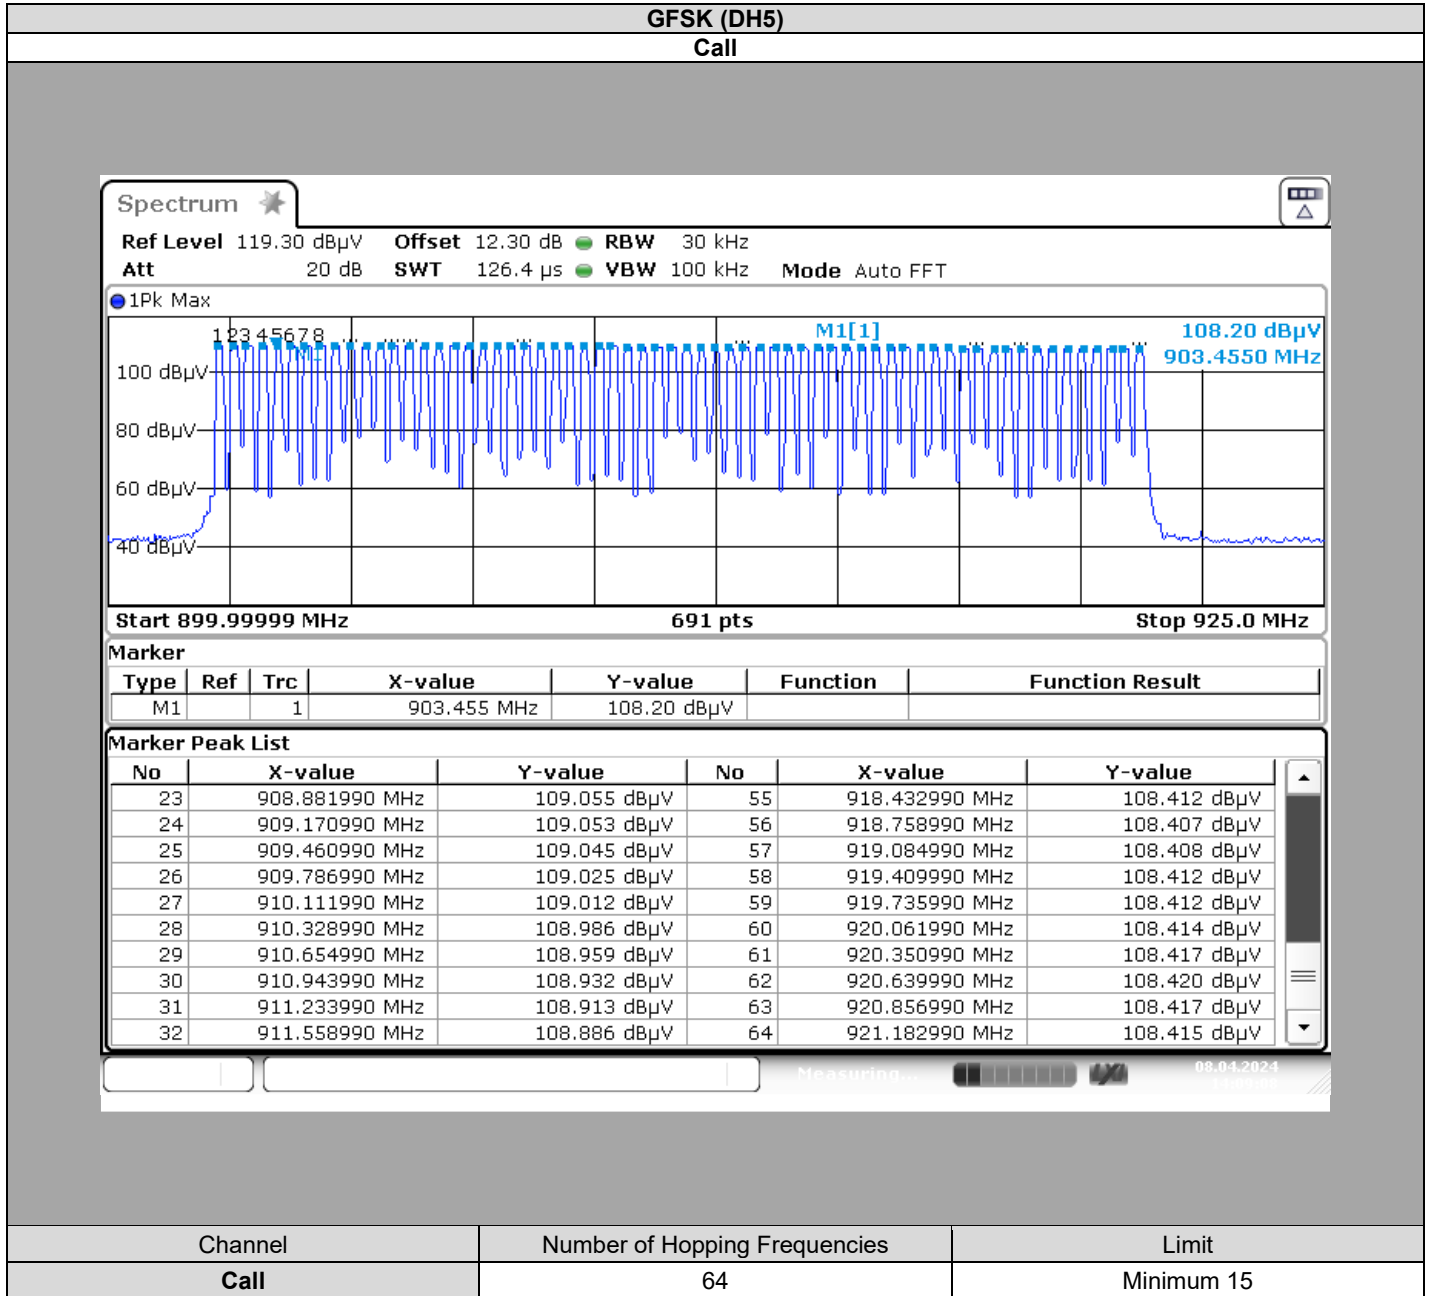 GFSK (DH5)
Call
Spectrum
Ref Level 119.30 dBµV Offset 12.30 dB RBW 30 kHz
Att 20 dB SWT 126.4 µs VBW 100 kHz Mode Auto FFT
1Pk Max
12345678 M1[1] 108.20 dBµV
M1 903.4550 MHz
100 dBµV
80 dBµV
60 dBµV
40 dBµV
Start 899.99999 MHz 691 pts Stop 925.0 MHz
Marker
Type Ref Trc X-value Y-value Function Function Result
M1 1 903.455 MHz 108.20 dBµV
Marker Peak List
No X-value Y-value No X-value Y-value
23 908.881990 MHz 109.055 dBµV 55 918.432990 MHz 108.412 dBµV
24 909.170990 MHz 109.053 dBµV 56 918.758990 MHz 108.407 dBµV
25 909.460990 MHz 109.045 dBµV 57 919.084990 MHz 108.408 dBµV
26 909.786990 MHz 109.025 dBµV 58 919.409990 MHz 108.412 dBµV
27 910.111990 MHz 109.012 dBµV 59 919.735990 MHz 108.412 dBµV
28 910.328990 MHz 108.986 dBµV 60 920.061990 MHz 108.414 dBµV
29 910.654990 MHz 108.959 dBµV 61 920.350990 MHz 108.417 dBµV
30 910.943990 MHz 108.932 dBµV 62 920.639990 MHz 108.420 dBµV
31 911.233990 MHz 108.913 dBµV 63 920.856990 MHz 108.417 dBµV
32 911.558990 MHz 108.886 dBµV 64 921.182990 MHz 108.415 dBµV
Measuring... 08.04.2024
Channel Number of Hopping Frequencies Limit
Call 64 Minimum 15